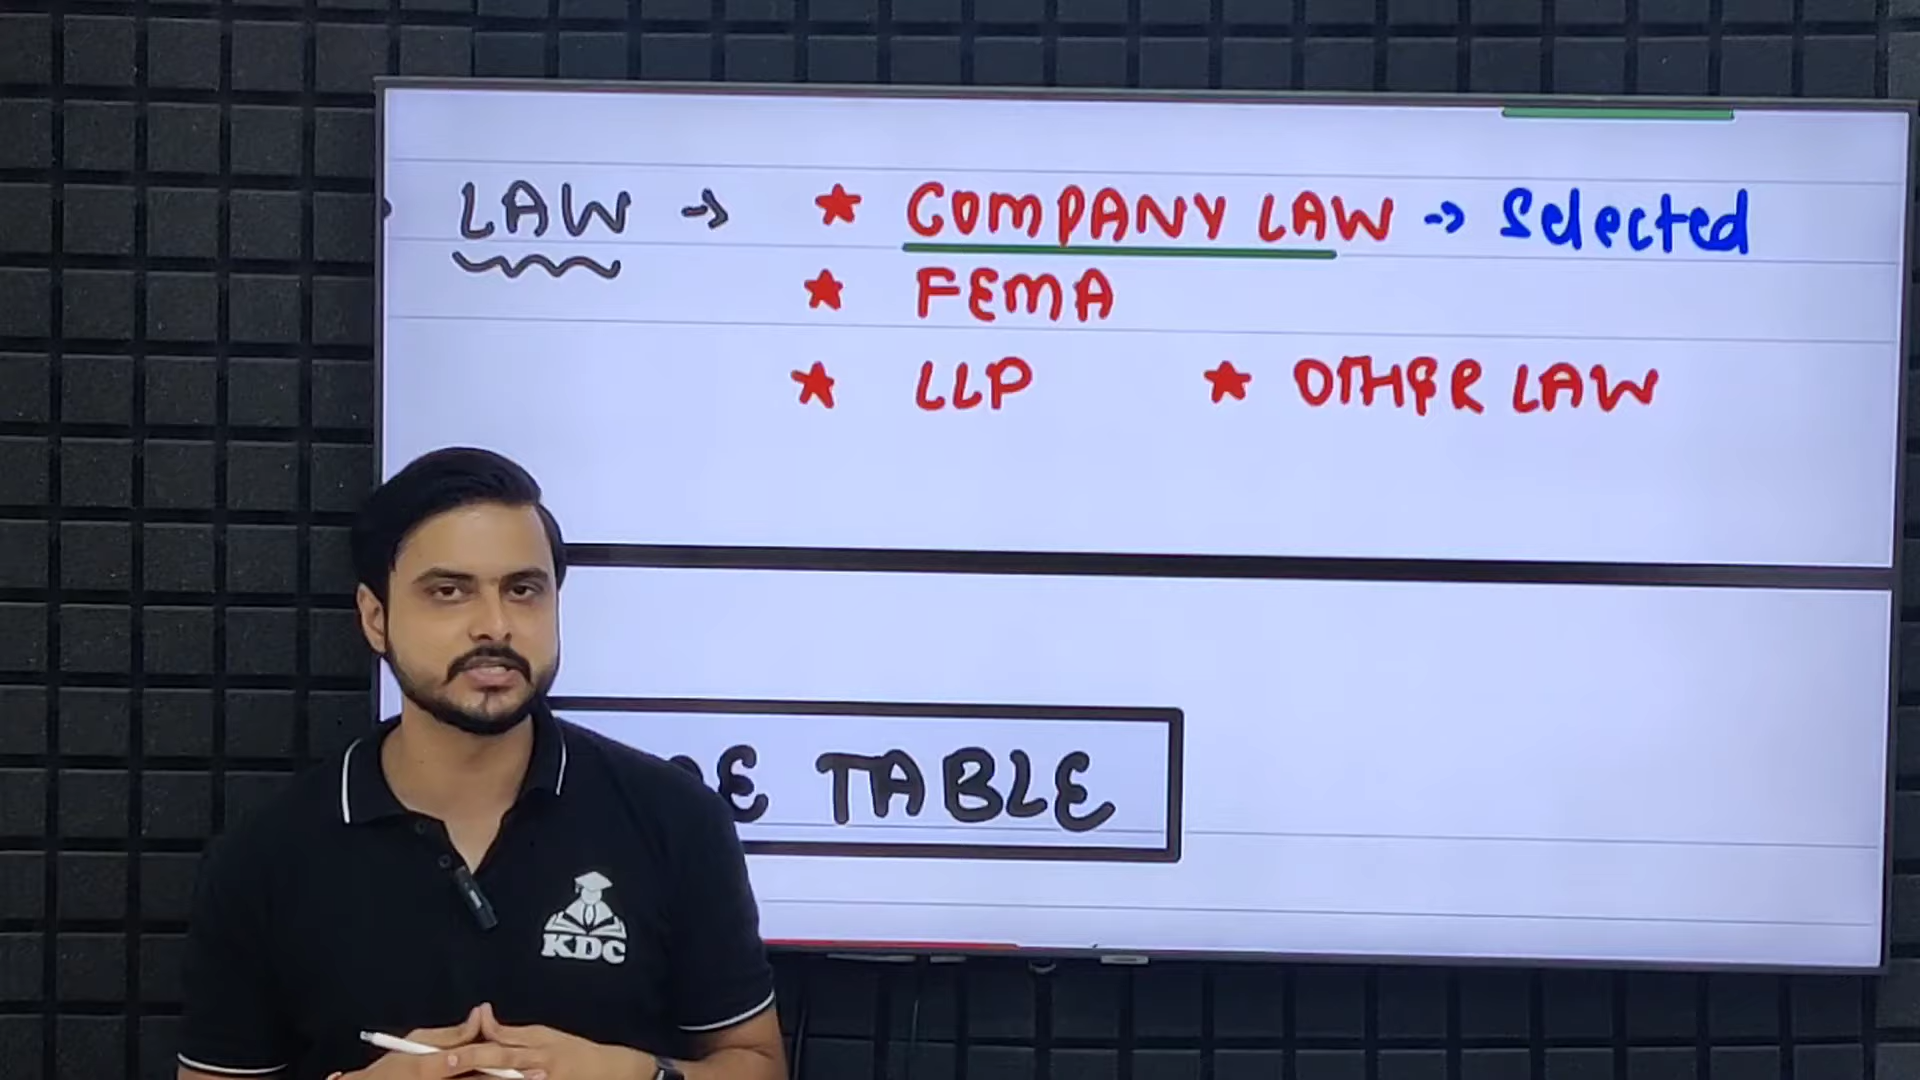 LAW → ★ COMPANY LAW → Selected
★ FEMA
★ LLP ★ OTHER LAW
TABLE
KDC